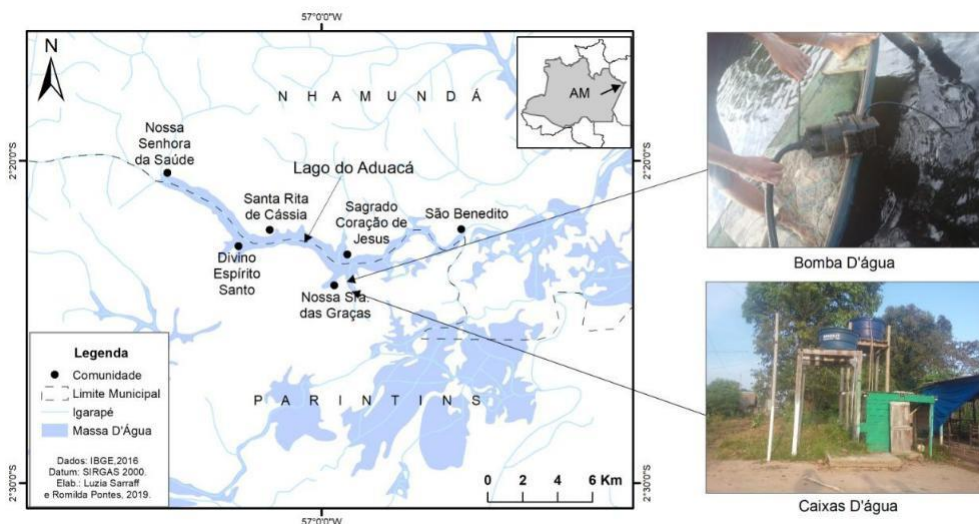 57°0'0"W
N
NHAMUNDÁ
AM
2°20'0"S
2°20'0"S
Nossa
Senhora
da Saúde
Lago do Aduacá
Santa Rita
de Cássia
Sagrado
Coração de
Jesus
São Benedito
Divino
Espírito
Santo
Nossa Sra.
das Graças
Bomba D'água
Legenda
Comunidade
Limite Municipal
Igarapé
Massa D'Água
Dados: IBGE,2016
Datum: SIRGAS 2000.
Elab.: Luzia Sarraff
e Romilda Pontes, 2019.
PARINTINS
0 2 4 6 Km
2°30'0"S
2°30'0"S
57°0'0"W
Caixas D'água